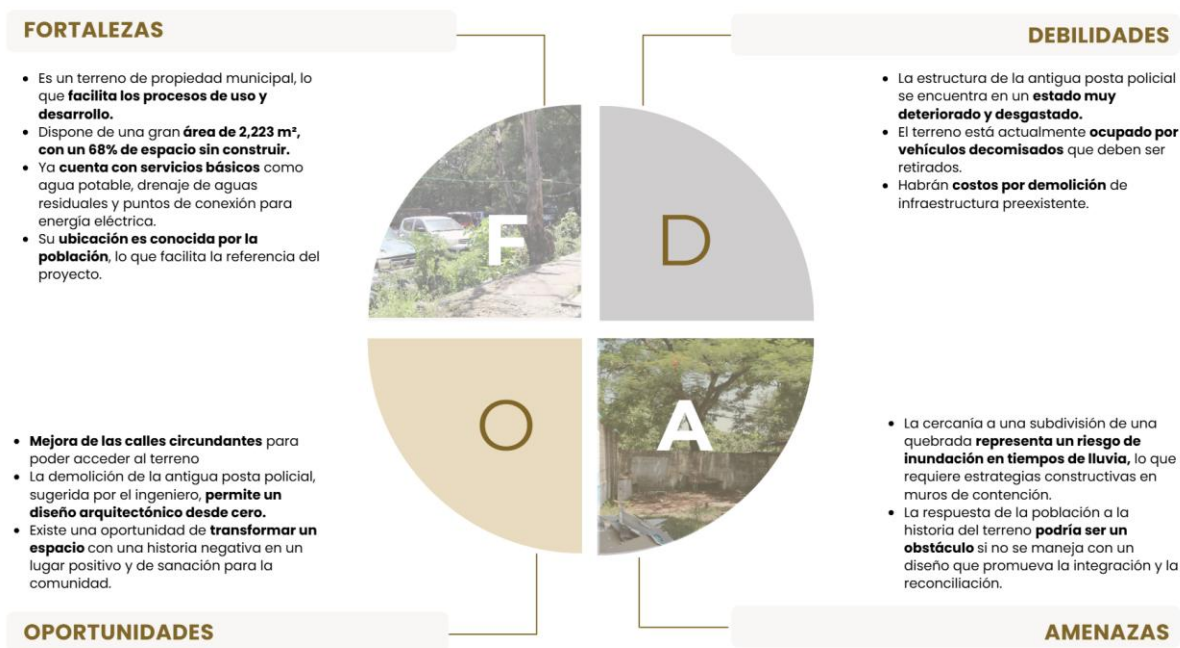 FORTALEZAS
• Es un terreno de propiedad municipal, lo
que facilita los procesos de uso y
desarrollo.
• Dispone de una gran área de 2,223 m²,
con un 68% de espacio sin construir.
• Ya cuenta con servicios básicos como
agua potable, drenaje de aguas
residuales y puntos de conexión para
energía eléctrica.
• Su ubicación es conocida por la
población, lo que facilita la referencia del
proyecto.
DEBILIDADES
• La estructura de la antigua posta policial
se encuentra en un estado muy
deteriorado y desgastado.
• El terreno está actualmente ocupado por
vehículos decomisados que deben ser
retirados.
• Habrán costos por demolición de
infraestructura preexistente.
F
D
O
A
• Mejora de las calles circundantes para
poder acceder al terreno
• La demolición de la antigua posta policial,
sugerida por el ingeniero, permite un
diseño arquitectónico desde cero.
• Existe una oportunidad de transformar un
espacio con una historia negativa en un
lugar positivo y de sanación para la
comunidad.
OPORTUNIDADES
• La cercanía a una subdivisión de una
quebrada representa un riesgo de
inundación en tiempos de lluvia, lo que
requiere estrategias constructivas en
muros de contención.
• La respuesta de la población a la
historia del terreno podría ser un
obstáculo si no se maneja con un
diseño que promueva la integración y la
reconciliación.
AMENAZAS